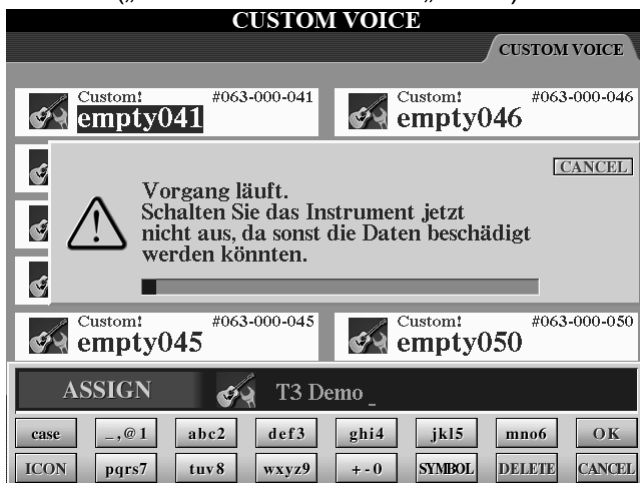 CUSTOM VOICE
CUSTOM VOICE
Custom! #063-000-041
empty041
Custom! #063-000-046
empty046
CANCEL
Vorgang läuft.
Schalten Sie das Instrument jetzt
nicht aus, da sonst die Daten beschädigt
werden könnten.
Custom! #063-000-045
empty045
Custom! #063-000-050
empty050
ASSIGN T3 Demo _
case _,@1 abc2 def3 ghi4 jkl5 mno6 OK
ICON pqrs7 tuv8 wxyz9 +-0 SYMBOL DELETE CANCEL